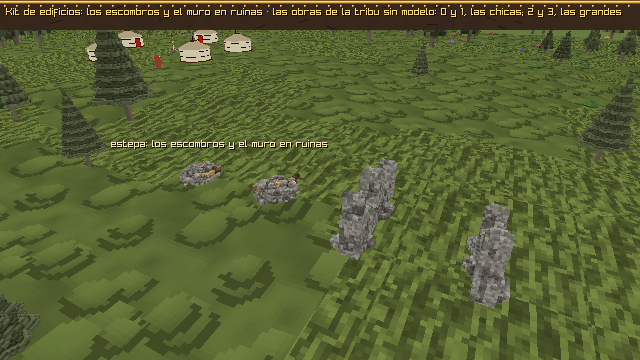 Kit de edificios: los escombros y el muro en ruinas · las obras de la tribu sin modelo: 0 y 1, las chicas; 2 y 3, las grandes
estepa: los escombros y el muro en ruinas